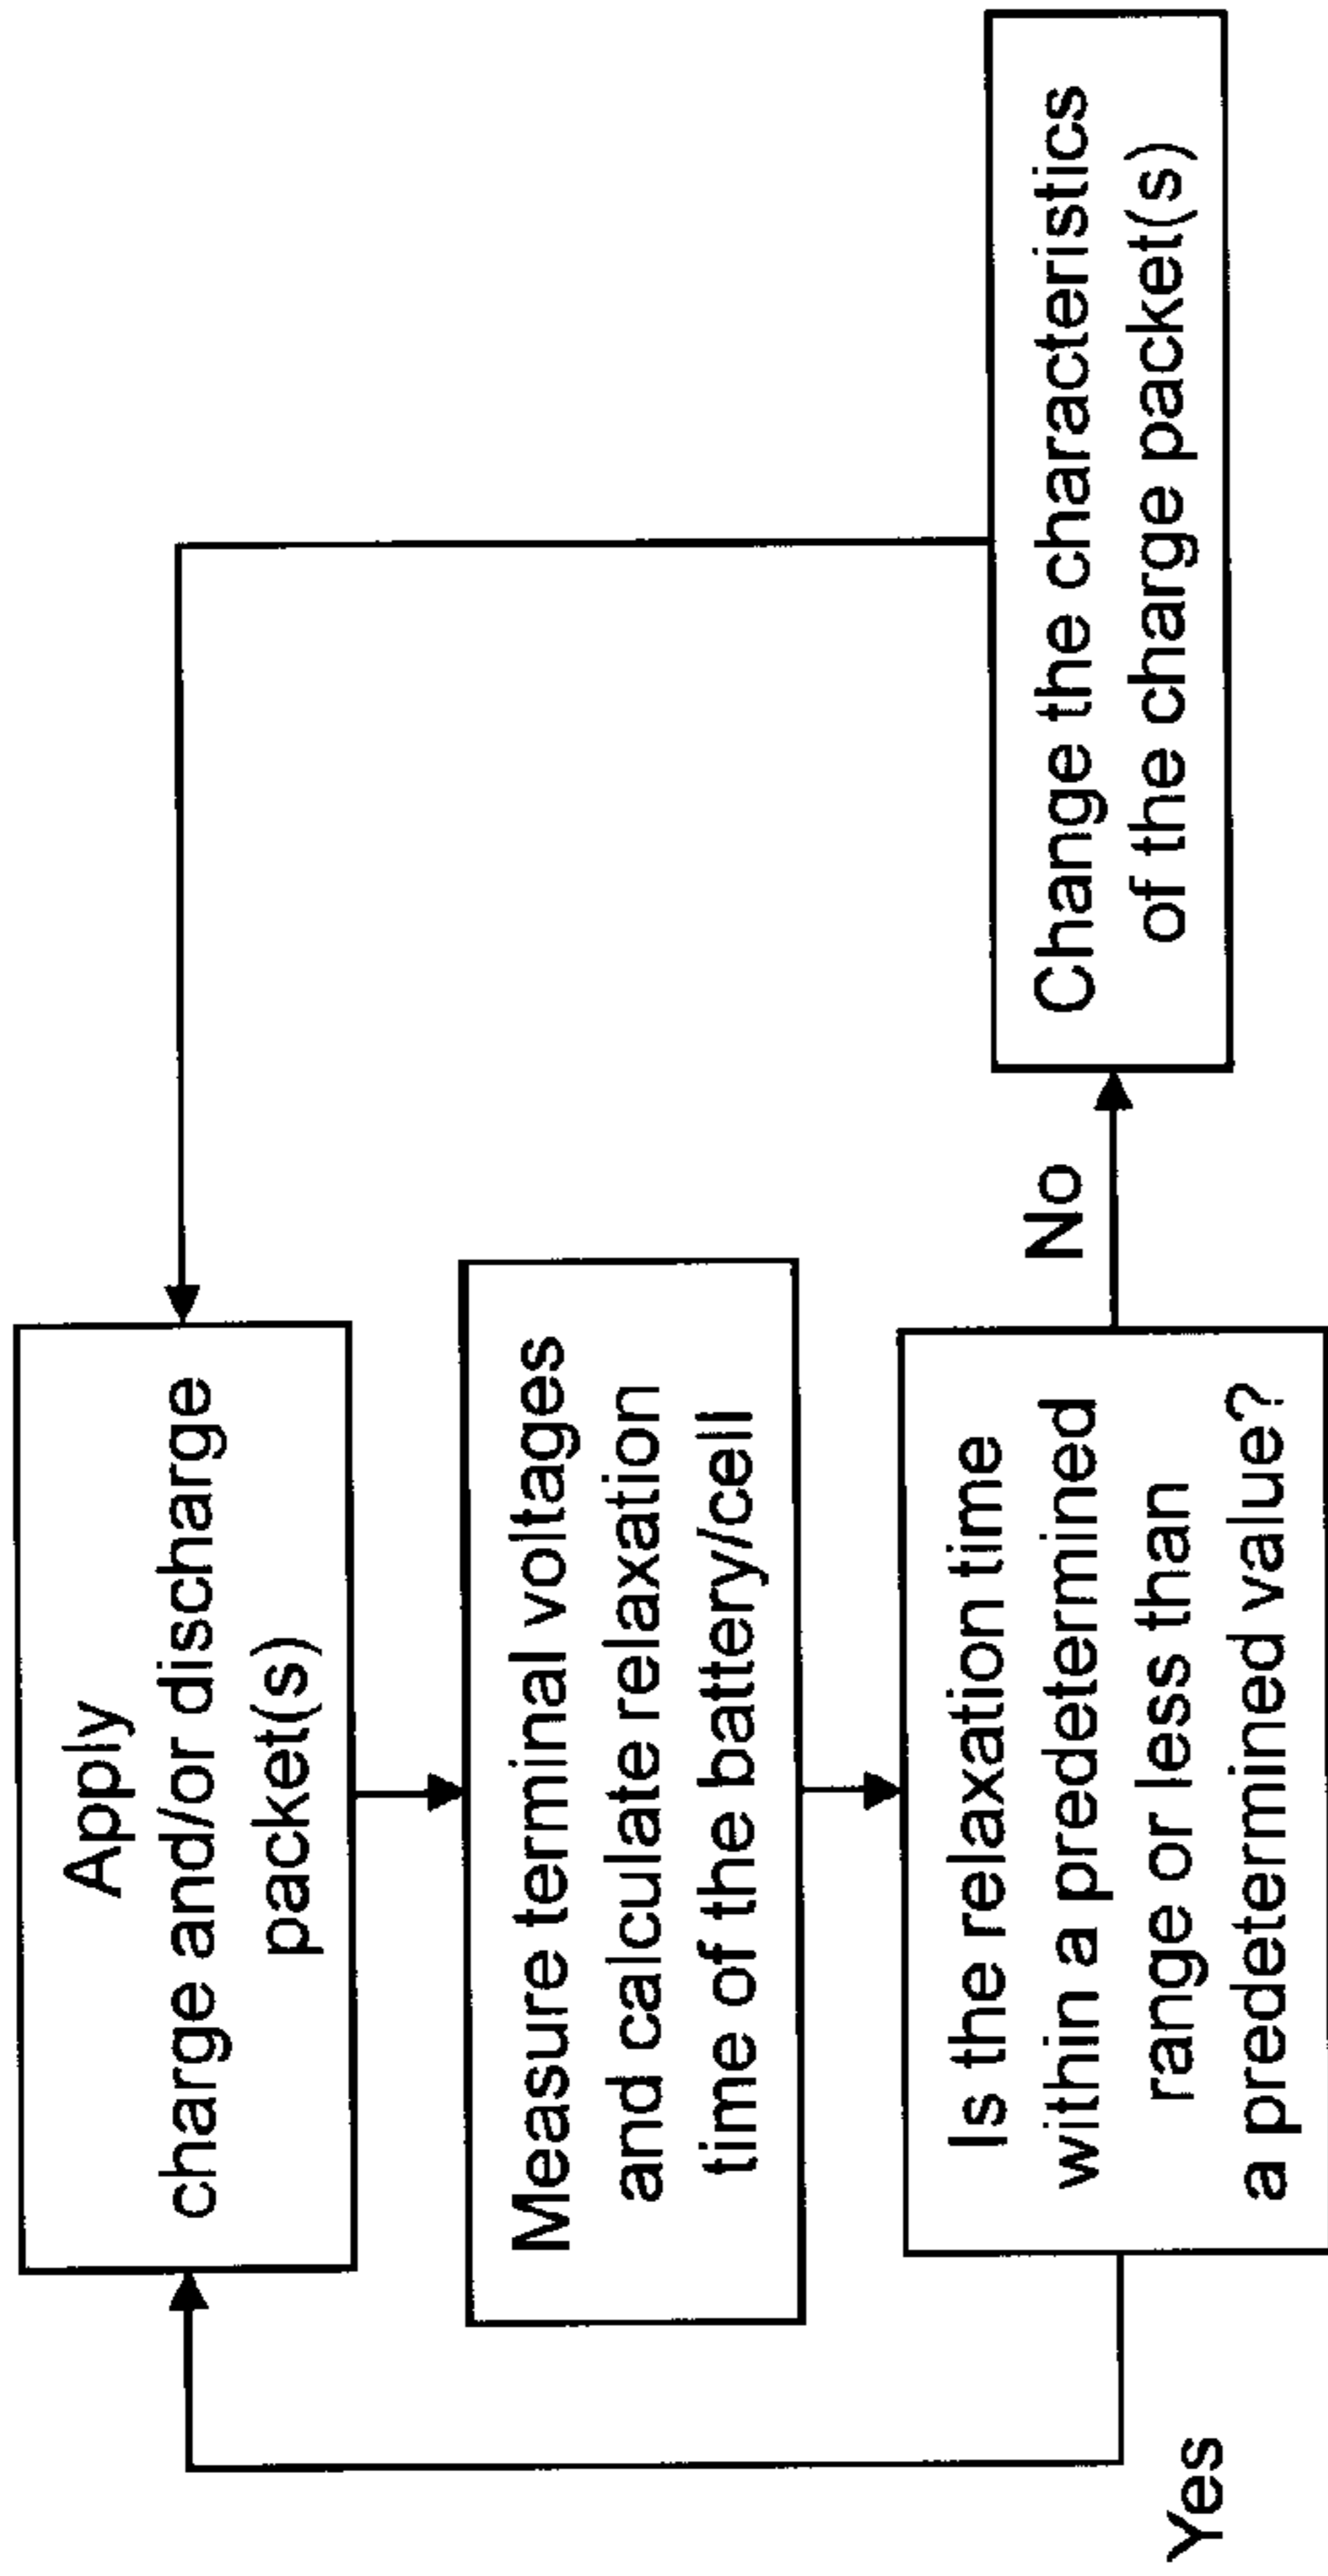 Apply
charge and/or discharge
packet(s)
Measure terminal voltages
and calculate relaxation
time of the battery/cell
Is the relaxation time
within a predetermined
range or less than
a predetermined value?
Yes
No
Change the characteristics
of the charge packet(s)